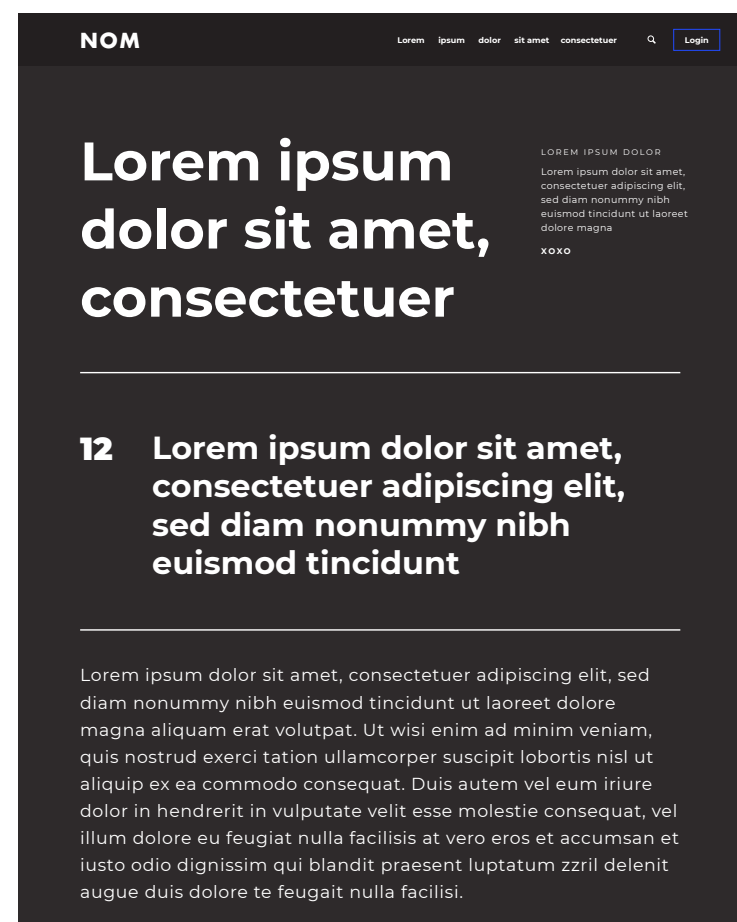 NOM
Lorem ipsum dolor sit amet consectetuer
Login
Lorem ipsum
dolor sit amet,
consectetuer
LOREM IPSUM DOLOR
Lorem ipsum dolor sit amet,
consectetuer adipiscing elit,
sed diam nonummy nibh
euismod tincidunt ut laoreet
dolore magna
XOXO
12
Lorem ipsum dolor sit amet,
consectetuer adipiscing elit,
sed diam nonummy nibh
euismod tincidunt
Lorem ipsum dolor sit amet, consectetuer adipiscing elit, sed
diam nonummy nibh euismod tincidunt ut laoreet dolore
magna aliquam erat volutpat. Ut wisi enim ad minim veniam,
quis nostrud exerci tation ullamcorper suscipit lobortis nisl ut
aliquip ex ea commodo consequat. Duis autem vel eum iriure
dolor in hendrerit in vulputate velit esse molestie consequat, vel
illum dolore eu feugiat nulla facilisis at vero eros et accumsan et
iusto odio dignissim qui blandit praesent luptatum zzril delenit
augue duis dolore te feugait nulla facilisi.